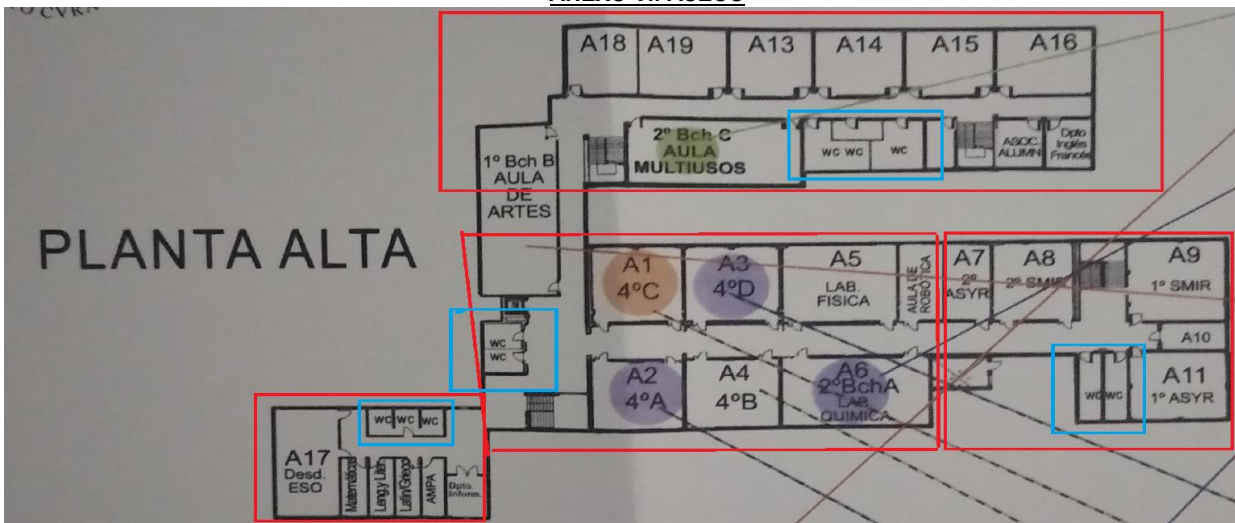 A18 A19 A13 A14 A15 A16
2º Bch C
AULA
MULTIUSOS
WC WC WC
ASOC.
ALUMN
Dpto
Inglés
Francés
1º Bch B
AULA
DE
ARTES
PLANTA ALTA
A1
4ºC
A3
4ºD
A5
LAB.
FISICA
AULA DE
ROBOTICA
A7
2º
ASYR
A8
2º SMIR
A9
1º SMIR
A10
WC
WC
A2
4ºA
A4
4ºB
A6
2ºBchA
LAB.
QUIMICA
WC WC
A11
1º ASYR
WC WC WC
A17
Desd.
ESO
Matemáticas
Leng.y Liter.
Latín/Griego
AMPA
Dpto.
Informs.